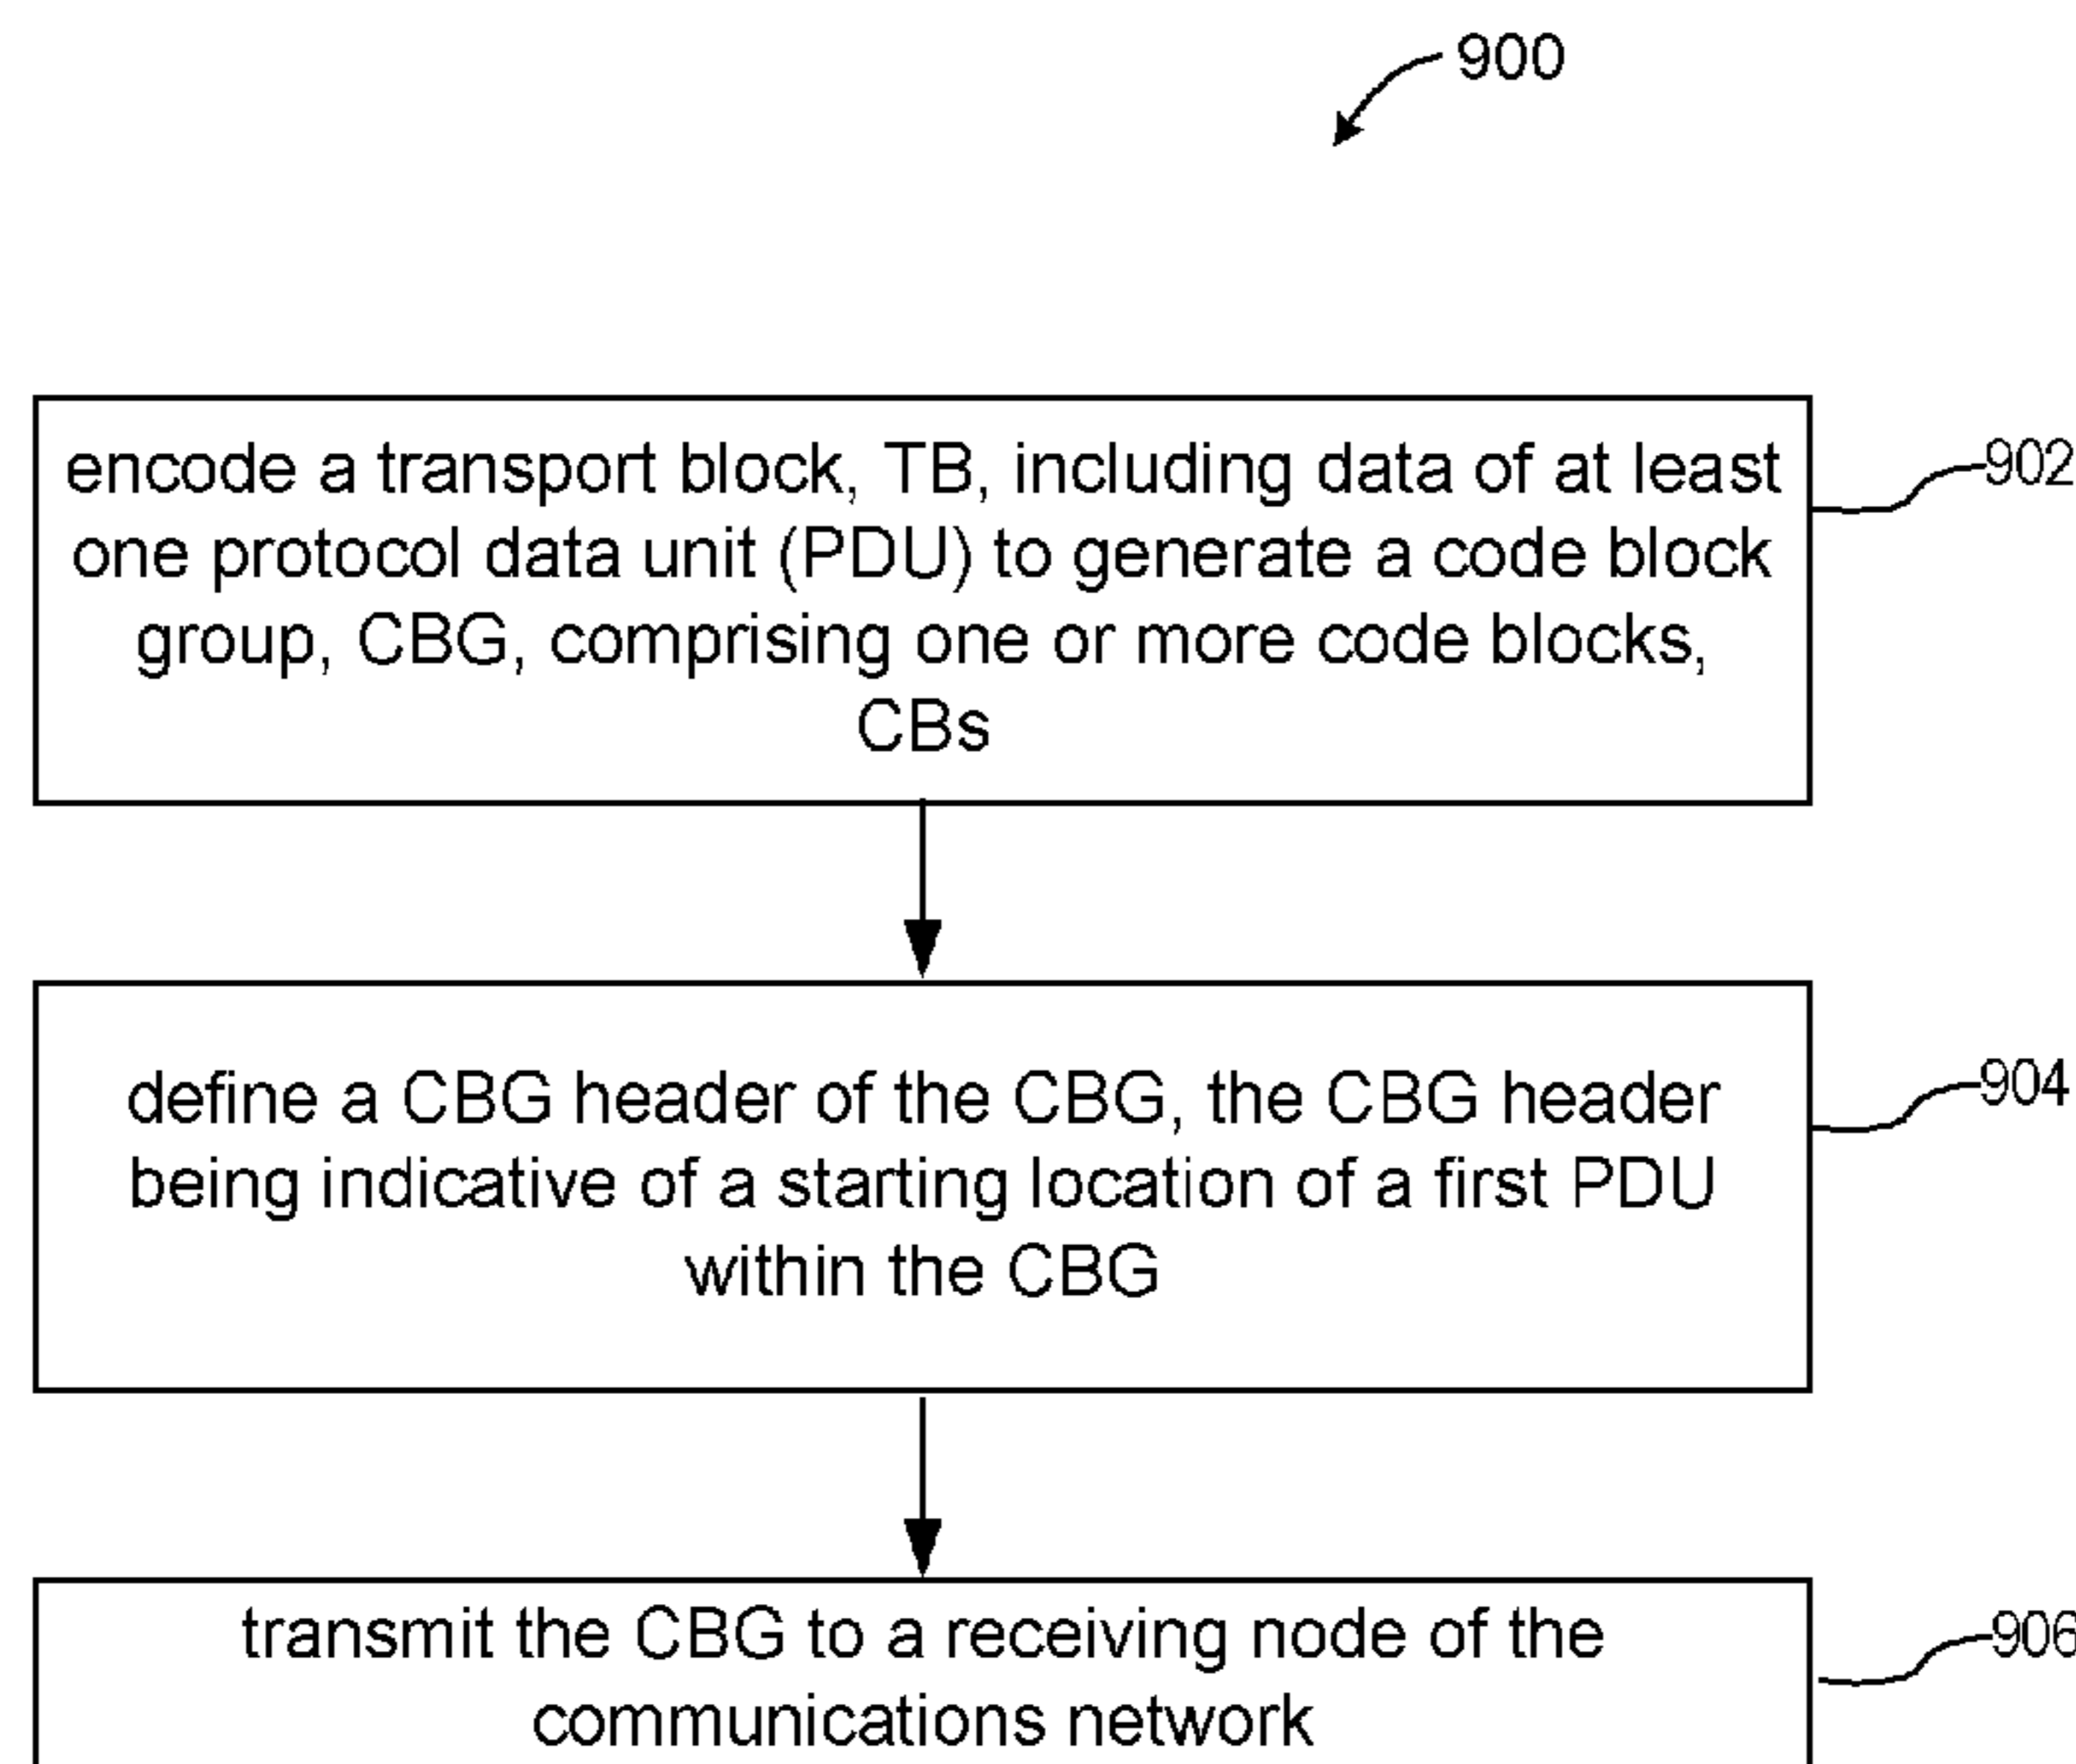 900
encode a transport block, TB, including data of at least
one protocol data unit (PDU) to generate a code block
group, CBG, comprising one or more code blocks,
CBs
902
define a CBG header of the CBG, the CBG header
being indicative of a starting location of a first PDU
within the CBG
904
transmit the CBG to a receiving node of the
communications network
906